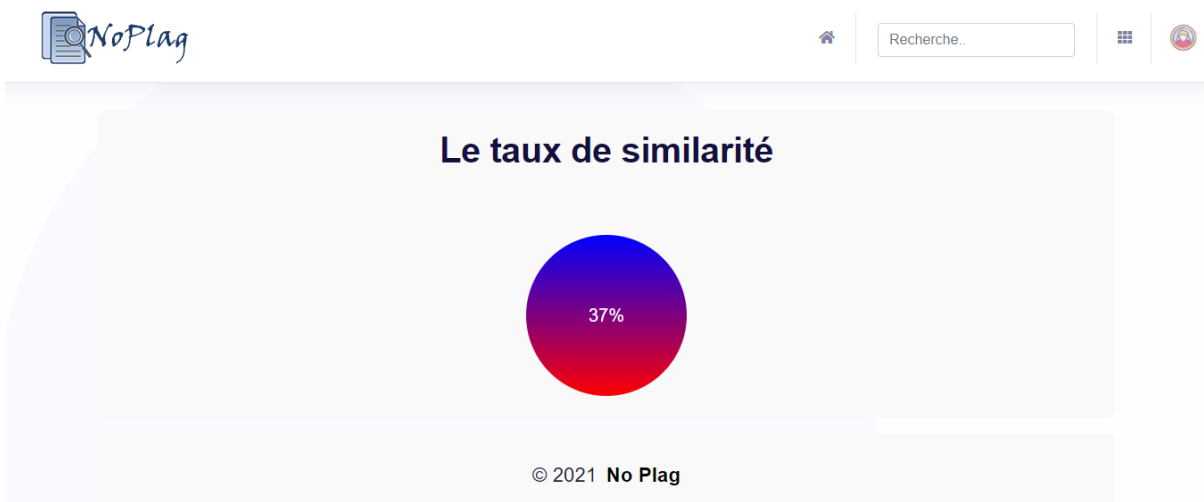 NoPlag
Recherche..
Le taux de similarité
37%
© 2021 No Plag